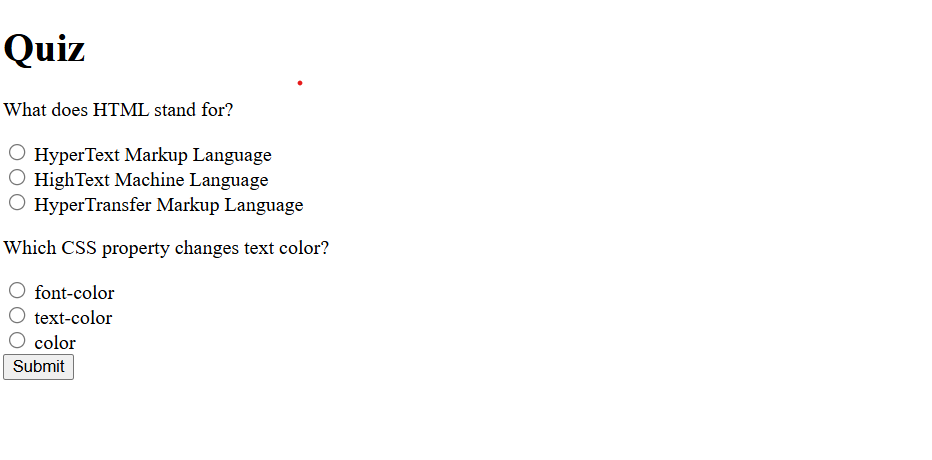 Quiz
What does HTML stand for?
HyperText Markup Language
HighText Machine Language
HyperTransfer Markup Language
Which CSS property changes text color?
font-color
text-color
color
Submit